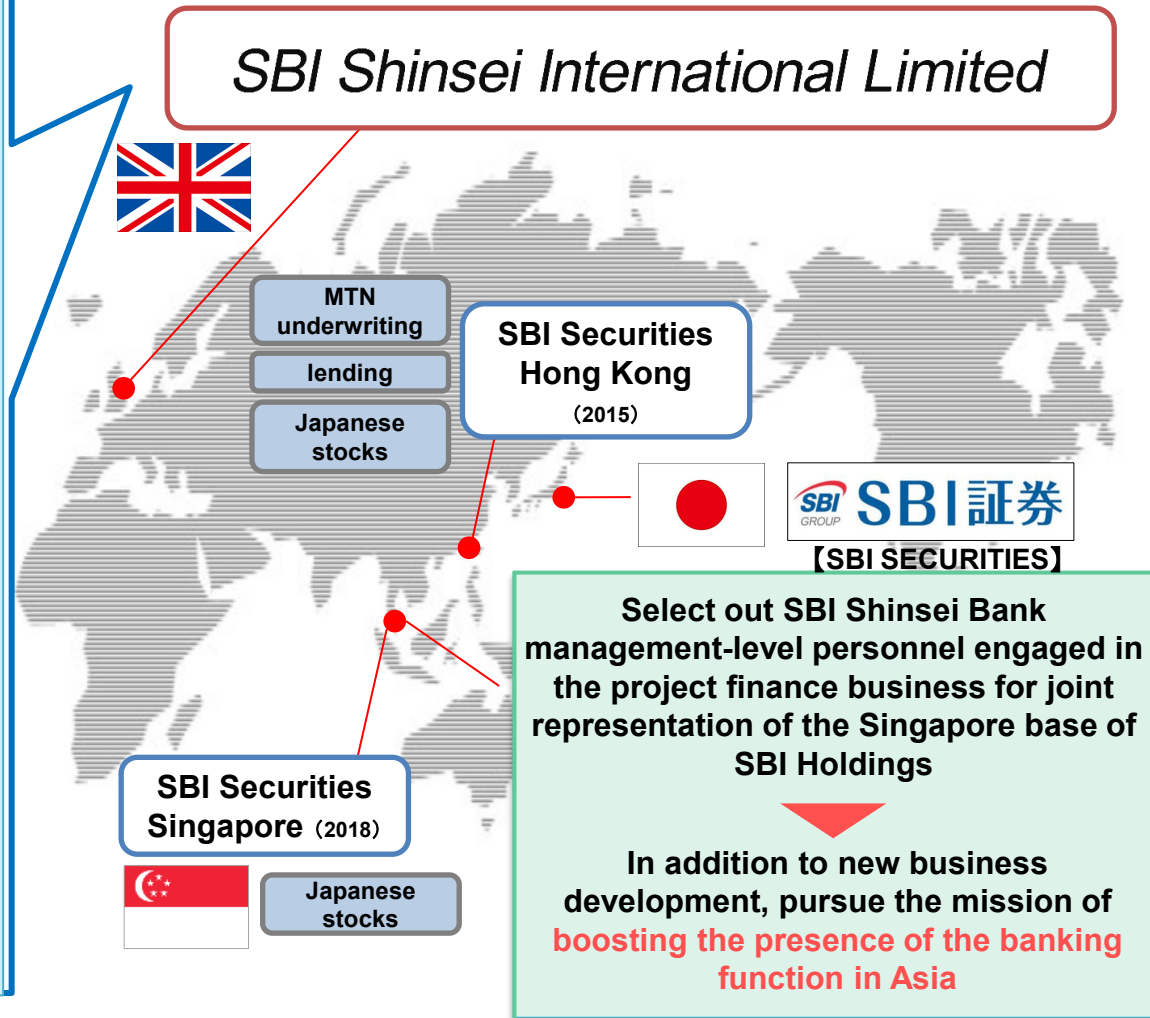 SBI Shinsei International Limited
MTN
underwriting
lending
Japanese
stocks
SBI Securities
Hong Kong
（2015）
SBI
GROUP
SBI証券
【SBI SECURITIES】
Select out SBI Shinsei Bank
management-level personnel engaged in
the project finance business for joint
representation of the Singapore base of
SBI Holdings
In addition to new business
development, pursue the mission of
boosting the presence of the banking
function in Asia
SBI Securities
Singapore（2018）
Japanese
stocks